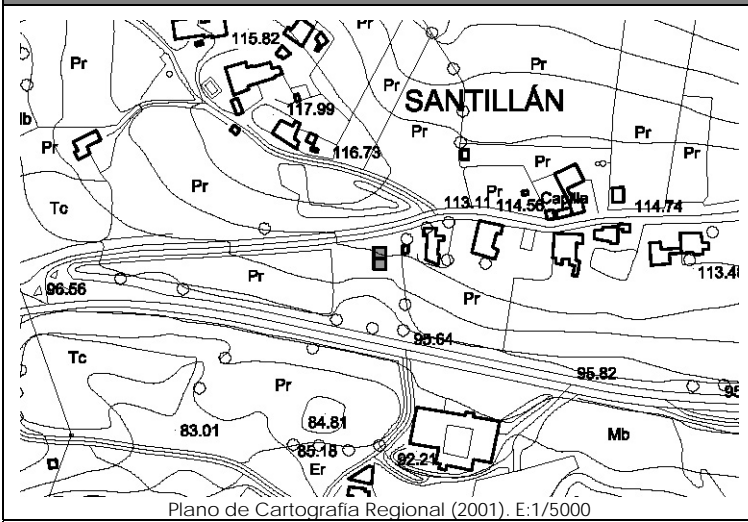 115.82
Pr
Pr
Pr
117.99
SANTILLÁN
lb
Pr
Pr
Pr
116.73
Pr
Pr
Pr
Pr
Tc
113.11
114.56
Capilla
114.74
Pr
Pr
96.56
113.48
95.64
Tc
Pr
95.82
95
84.81
83.01
Mb
85.18
Er
92.21
Plano de Cartografía Regional (2001). E:1/5000